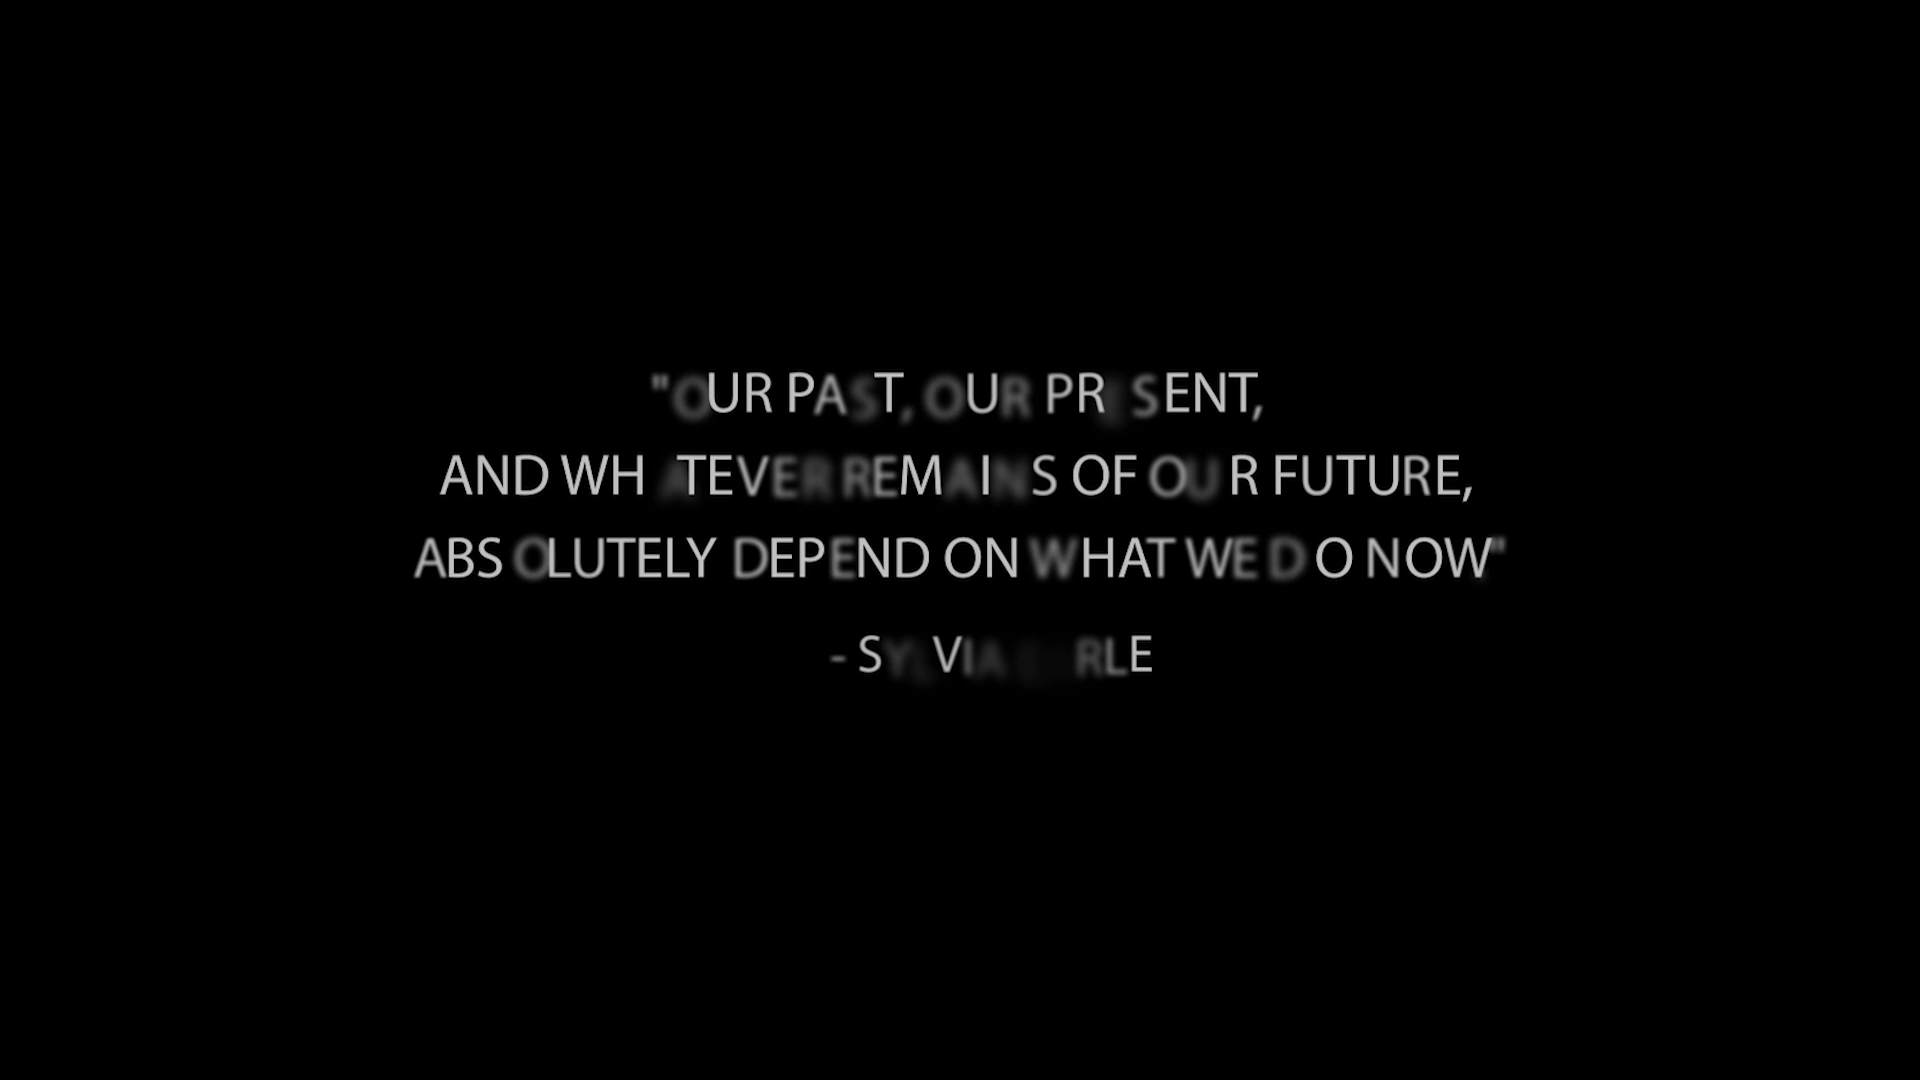 "OUR PAST, OUR PRESENT,
AND WHATEVER REMAINS OF OUR FUTURE,
ABSOLUTELY DEPEND ON WHAT WE DO NOW"
- SYLVIA EARLE